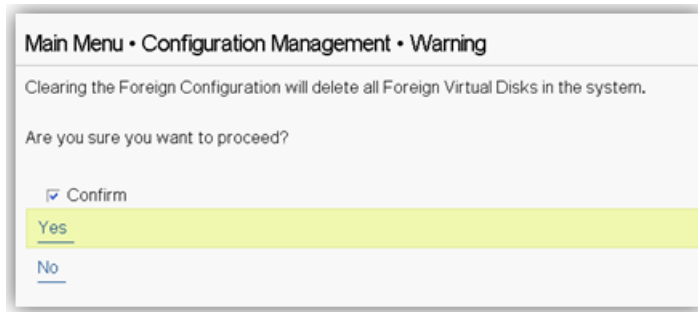 Main Menu • Configuration Management • Warning
Clearing the Foreign Configuration will delete all Foreign Virtual Disks in the system.
Are you sure you want to proceed?
Confirm
Yes
No